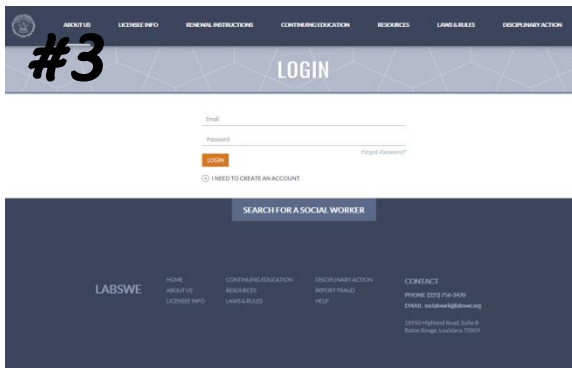 ABOUT US LICENSEE INFO RENEWAL INSTRUCTIONS CONTINUING EDUCATION RESOURCES LAWS & RULES DISCIPLINARY ACTION
#3
LOGIN
Email
Password
Forgot Password?
LOGIN
I NEED TO CREATE AN ACCOUNT
SEARCH FOR A SOCIAL WORKER
LABSWE
HOME CONTINUING EDUCATION DISCIPLINARY ACTION
ABOUT US RESOURCES REPORT FRAUD
LICENSEE INFO LAWS & RULES HELP
CONTACT
PHONE (225) 756-3470
EMAIL socialwork@labswe.org
18550 Highland Road, Suite B
Baton Rouge, Louisiana 70809